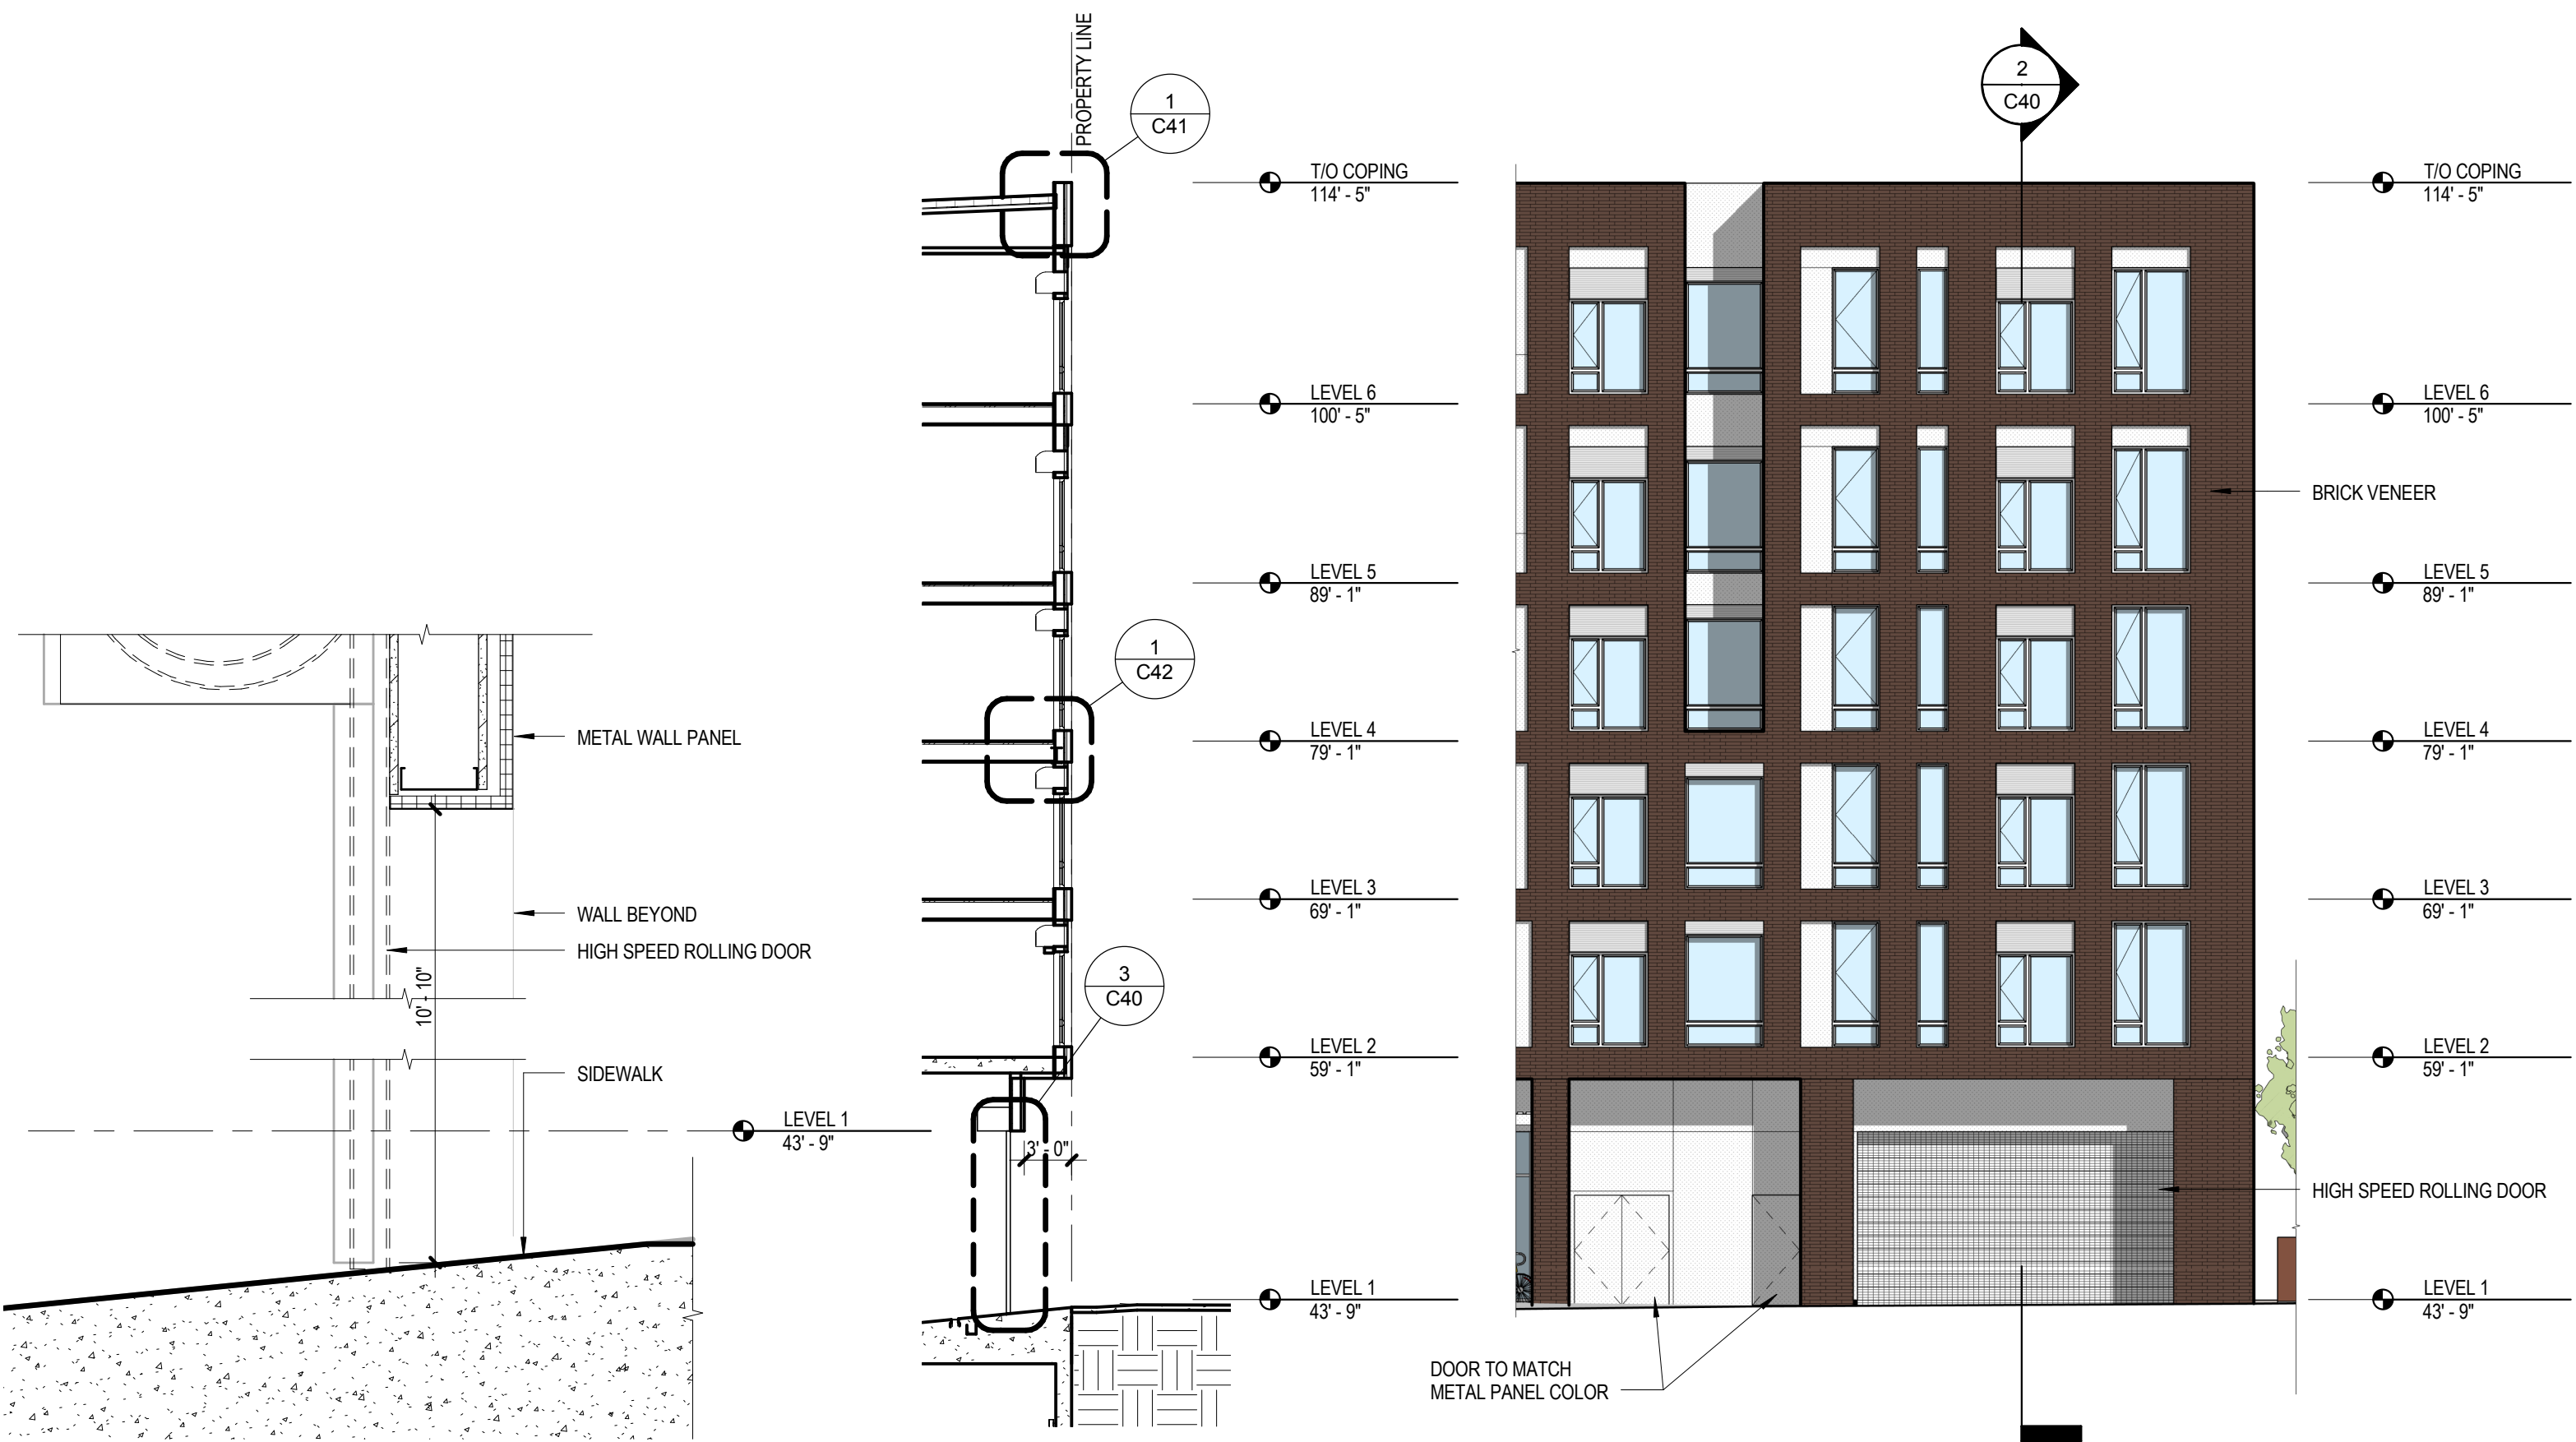 METAL WALL PANEL
WALL BEYOND
HIGH SPEED ROLLING DOOR
10' - 10"
SIDEWALK
LEVEL 1
43' - 9"
PROPERTY LINE
1
C41
1
C42
3
C40
3' - 0"
T/O COPING
114' - 5"
LEVEL 6
100' - 5"
LEVEL 5
89' - 1"
LEVEL 4
79' - 1"
LEVEL 3
69' - 1"
LEVEL 2
59' - 1"
LEVEL 1
43' - 9"
2
C40
DOOR TO MATCH
METAL PANEL COLOR
T/O COPING
114' - 5"
LEVEL 6
100' - 5"
BRICK VENEER
LEVEL 5
89' - 1"
LEVEL 4
79' - 1"
LEVEL 3
69' - 1"
LEVEL 2
59' - 1"
HIGH SPEED ROLLING DOOR
LEVEL 1
43' - 9"